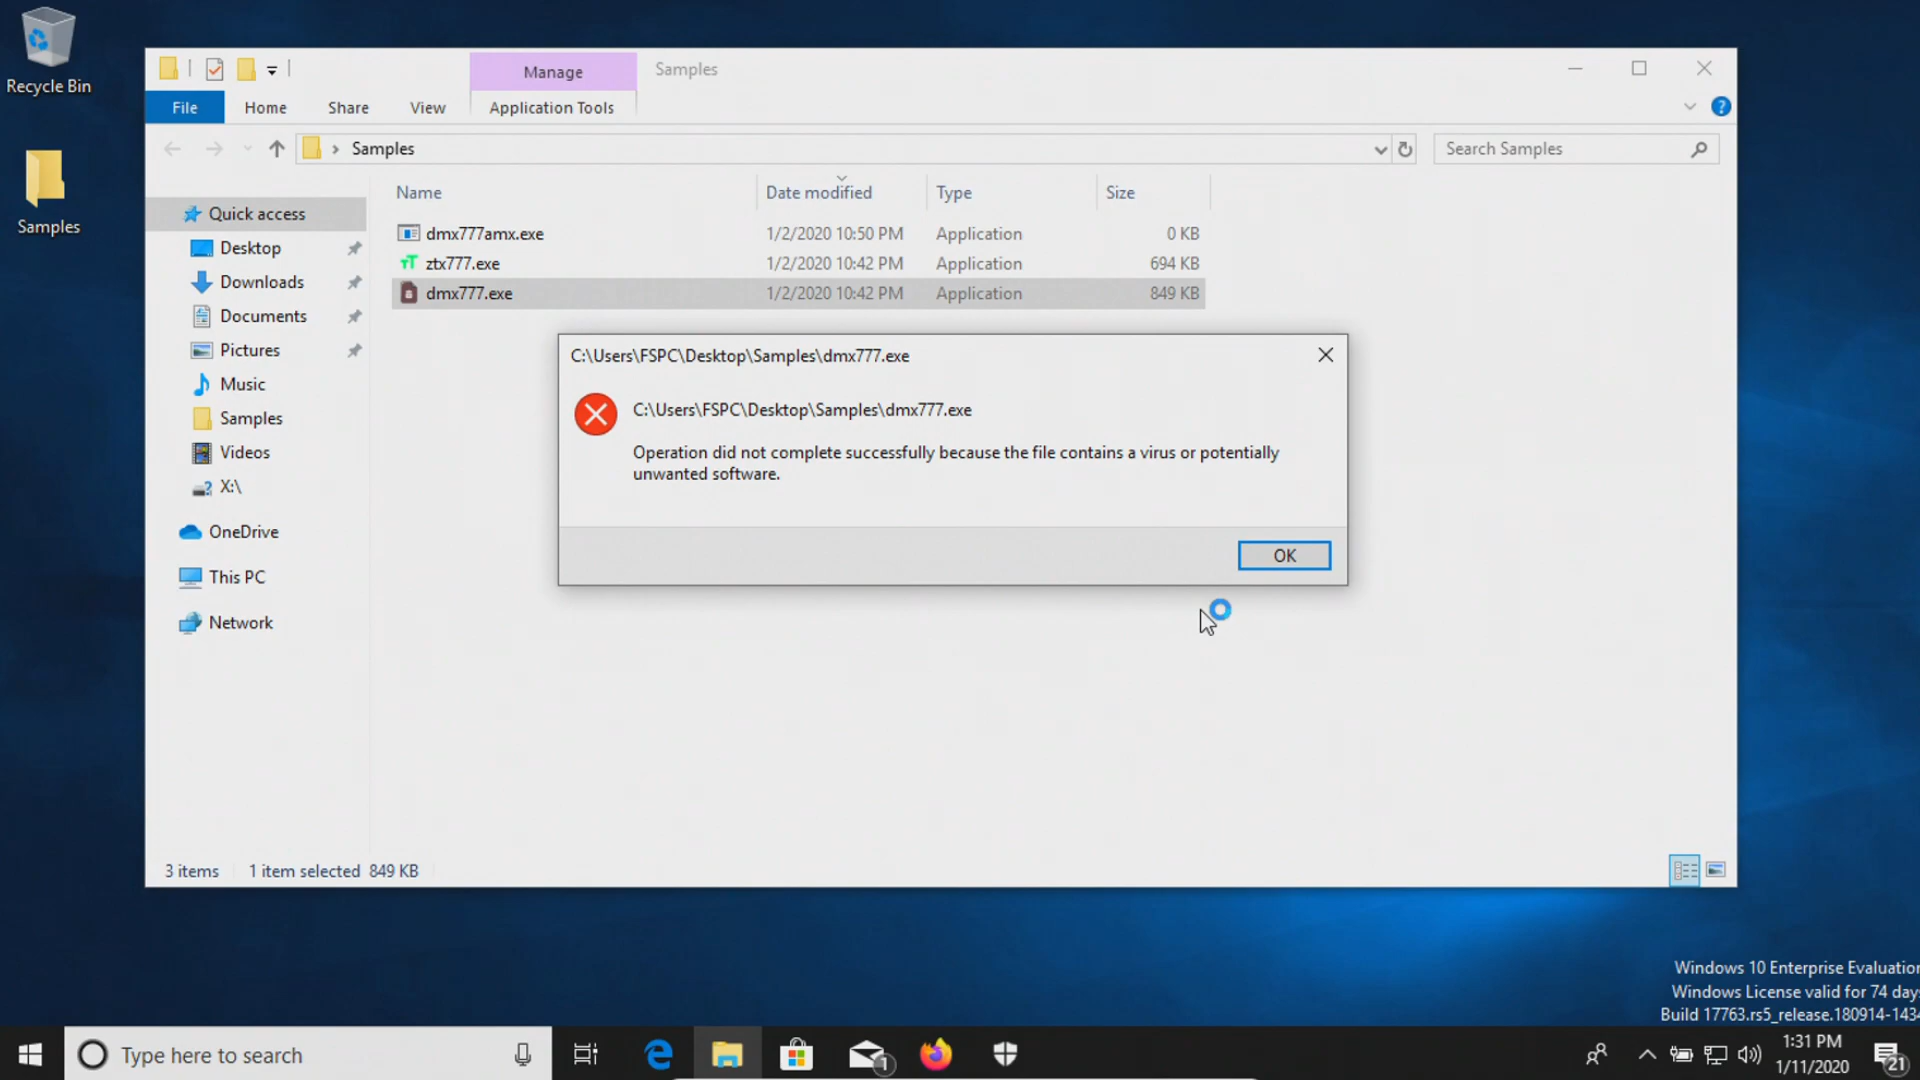 Recycle Bin
Samples
Manage
Samples
File
Home
Share
View
Application Tools
Samples
Search Samples
Name
Date modified
Type
Size
Quick access
Desktop
Downloads
Documents
Pictures
Music
Samples
Videos
X:\
OneDrive
This PC
Network
dmx777amx.exe 1/2/2020 10:50 PM Application 0 KB
ztx777.exe 1/2/2020 10:42 PM Application 694 KB
dmx777.exe 1/2/2020 10:42 PM Application 849 KB
C:\Users\FSPC\Desktop\Samples\dmx777.exe
C:\Users\FSPC\Desktop\Samples\dmx777.exe
Operation did not complete successfully because the file contains a virus or potentially
unwanted software.
OK
3 items 1 item selected 849 KB
Windows 10 Enterprise Evaluation
Windows License valid for 74 days
Build 17763.rs5_release.180914-1434
Type here to search
1
1:31 PM
1/11/2020
21